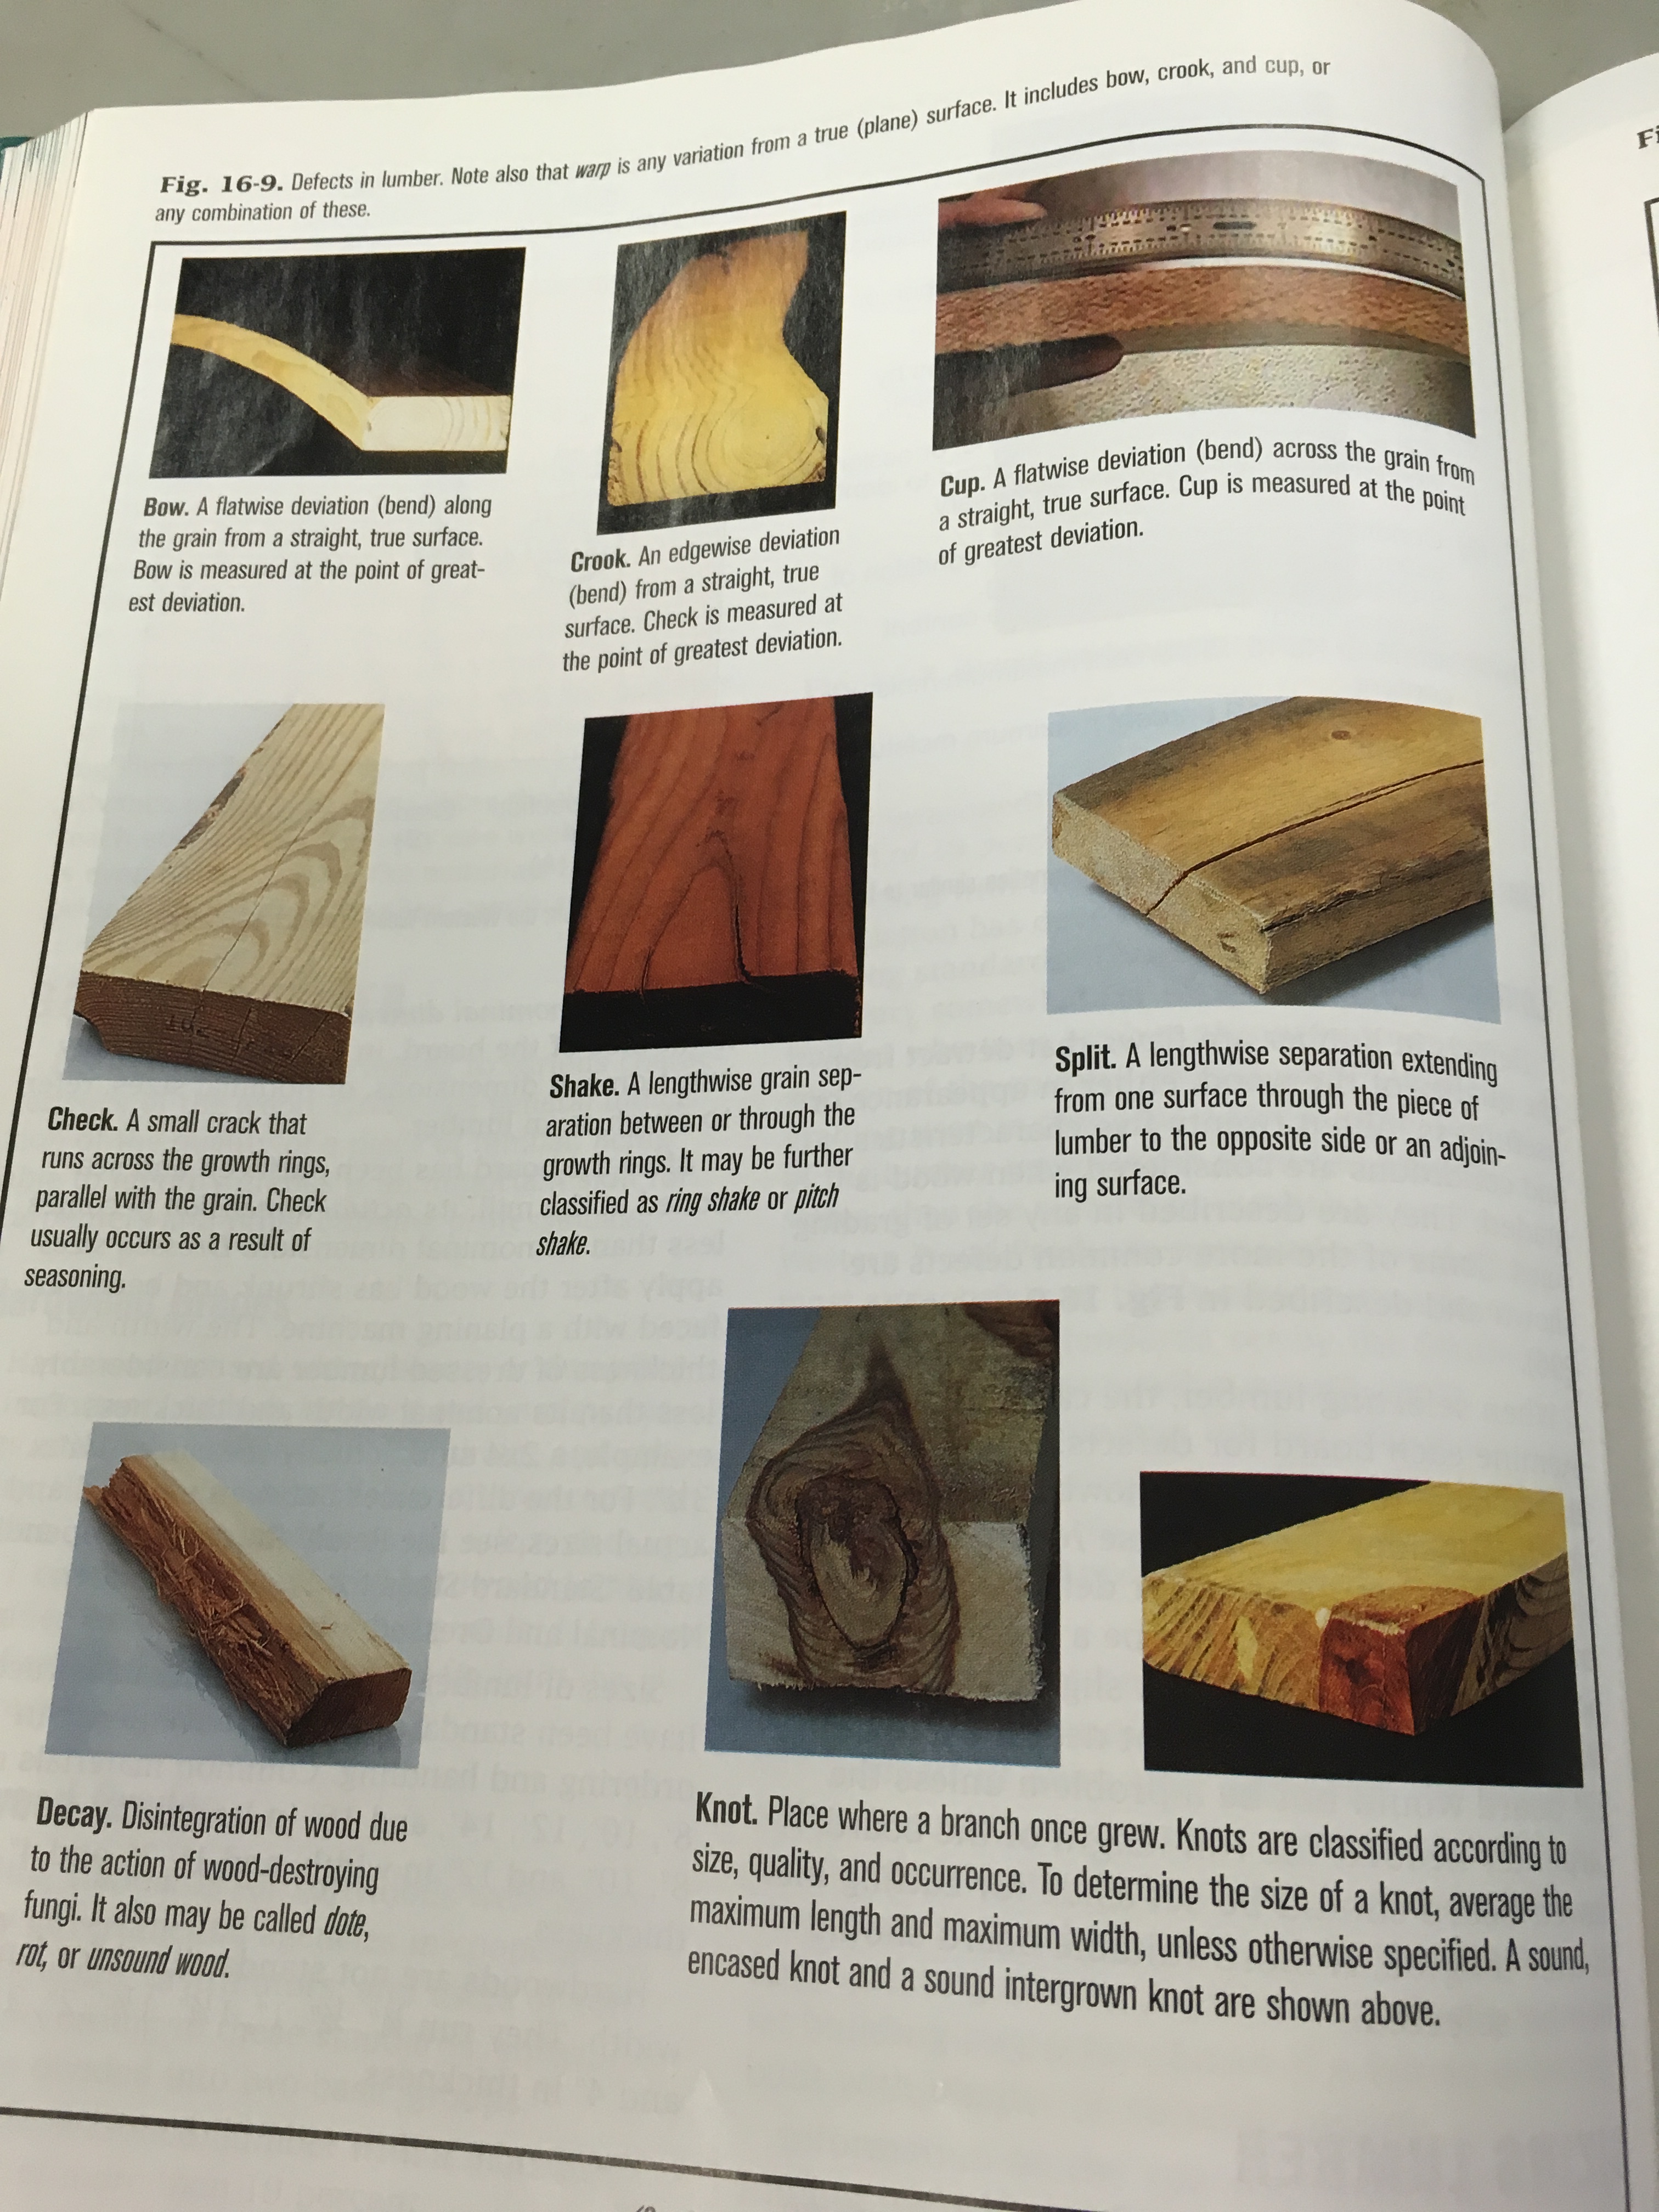 Fig. 16-9. Defects in lumber. Note also that warp is any variation from a true (plane) surface. It includes bow, crook, and cup, or
any combination of these.
Bow. A flatwise deviation (bend) along
the grain from a straight, true surface.
Bow is measured at the point of great-
est deviation.
Crook. An edgewise deviation
(bend) from a straight, true
surface. Check is measured at
the point of greatest deviation.
Cup. A flatwise deviation (bend) across the grain from
a straight, true surface. Cup is measured at the point
of greatest deviation.
Check. A small crack that
runs across the growth rings,
parallel with the grain. Check
usually occurs as a result of
seasoning.
Shake. A lengthwise grain sep-
aration between or through the
growth rings. It may be further
classified as ring shake or pitch
shake.
Split. A lengthwise separation extending
from one surface through the piece of
lumber to the opposite side or an adjoin-
ing surface.
Decay. Disintegration of wood due
to the action of wood-destroying
fungi. It also may be called dote,
rot, or unsound wood.
Knot. Place where a branch once grew. Knots are classified according to
size, quality, and occurrence. To determine the size of a knot, average the
maximum length and maximum width, unless otherwise specified. A sound,
encased knot and a sound intergrown knot are shown above.